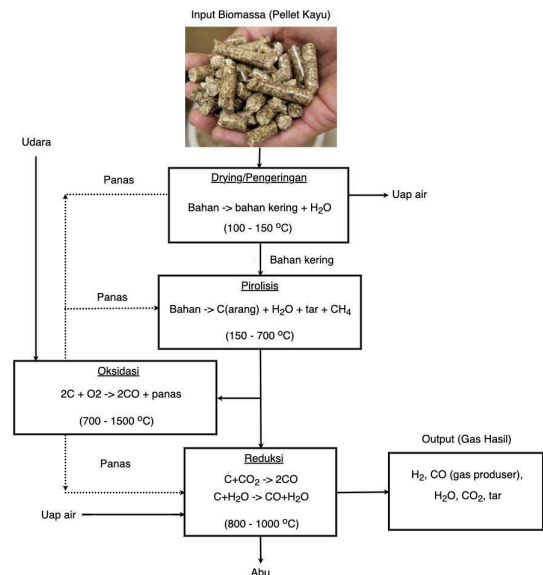 Input Biomassa (Pellet Kayu)
Udara
Panas
Drying/Pengeringan
Bahan -> bahan kering + H2O
(100 - 150 ºC)
Uap air
Bahan kering
Panas
Pirolisis
Bahan -> C(arang) + H2O + tar + CH4
(150 - 700 ºC)
Oksidasi
2C + O2 -> 2CO + panas
(700 - 1500 ºC)
Panas
Reduksi
C+CO2 -> 2CO
C+H2O -> CO+H2O
(800 - 1000 ºC)
Uap air
Output (Gas Hasil)
H2, CO (gas produser),
H2O, CO2, tar
Abu